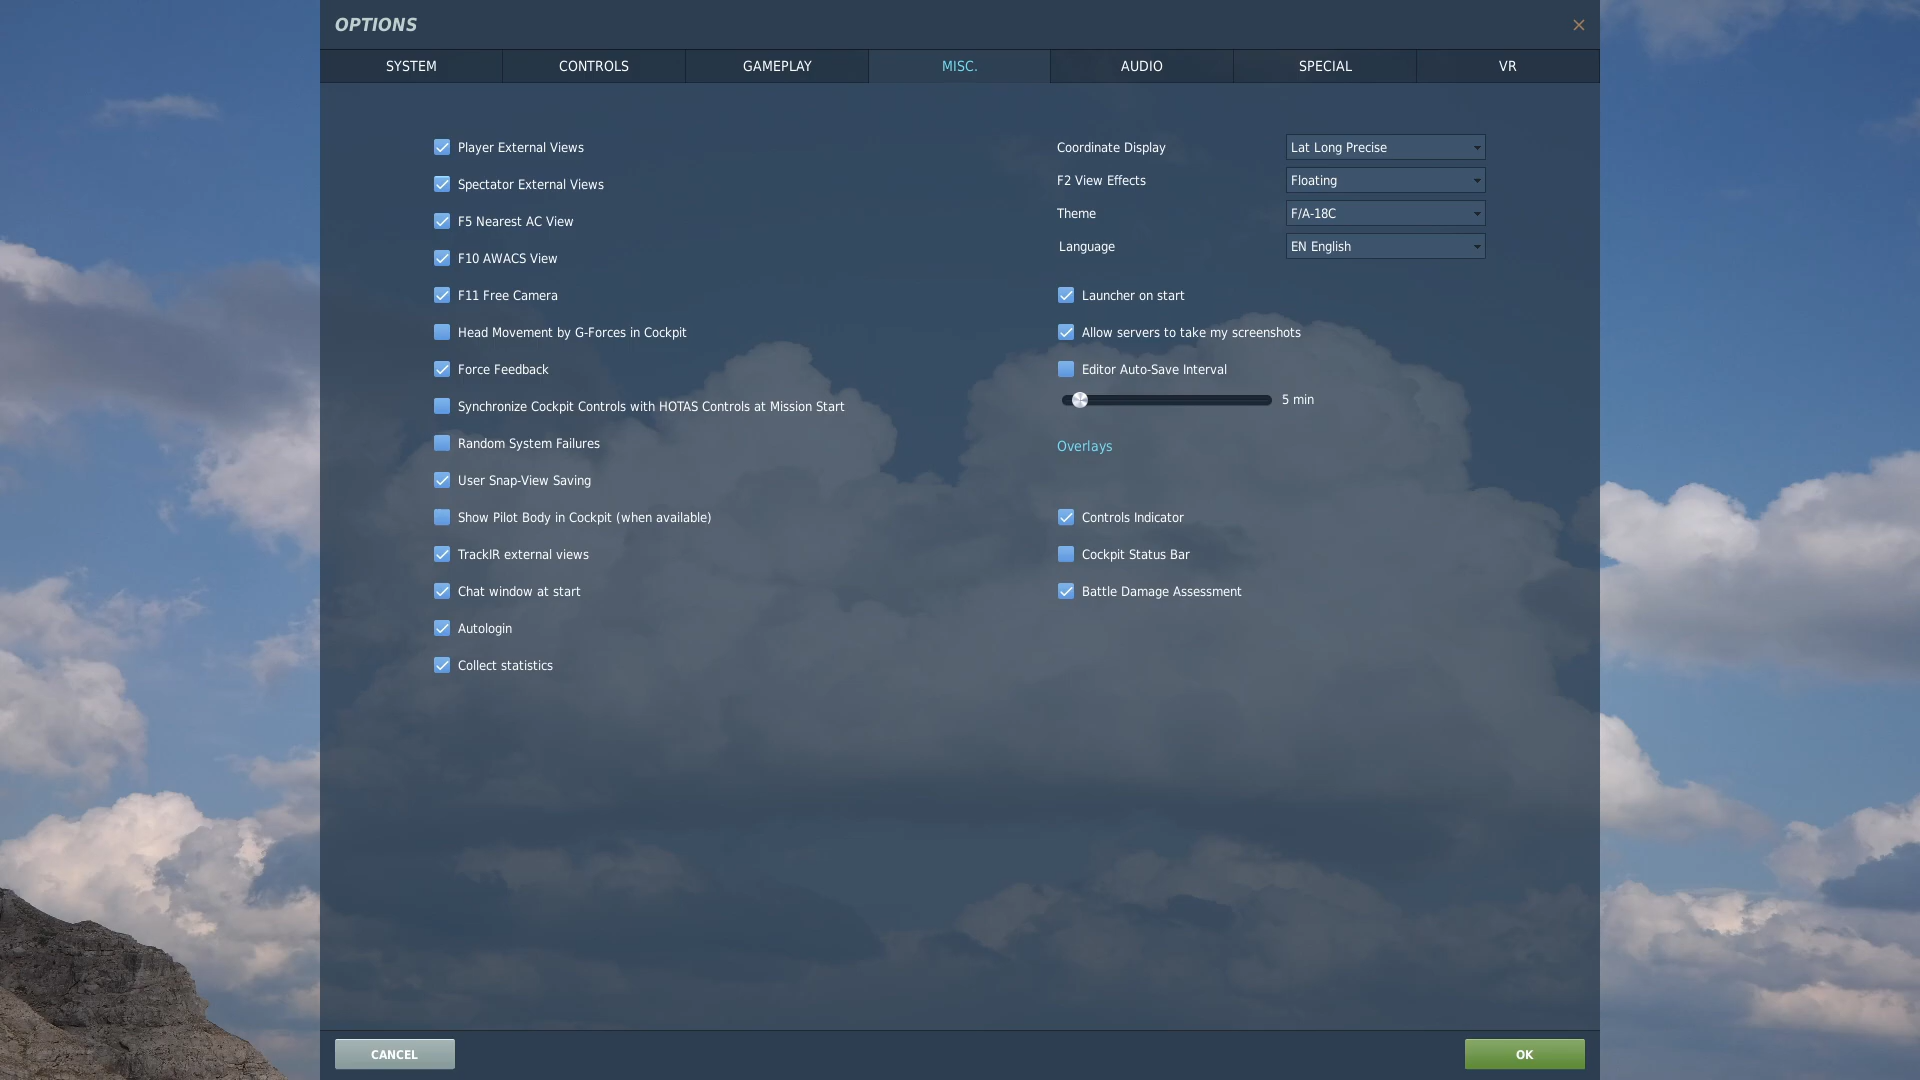 OPTIONS
SYSTEM CONTROLS GAMEPLAY MISC. AUDIO SPECIAL VR
Player External Views
Spectator External Views
F5 Nearest AC View
F10 AWACS View
F11 Free Camera
Head Movement by G-Forces in Cockpit
Force Feedback
Synchronize Cockpit Controls with HOTAS Controls at Mission Start
Random System Failures
User Snap-View Saving
Show Pilot Body in Cockpit (when available)
TrackIR external views
Chat window at start
Autologin
Collect statistics
Coordinate Display Lat Long Precise
F2 View Effects Floating
Theme F/A-18C
Language EN English
Launcher on start
Allow servers to take my screenshots
Editor Auto-Save Interval
5 min
Overlays
Controls Indicator
Cockpit Status Bar
Battle Damage Assessment
CANCEL OK